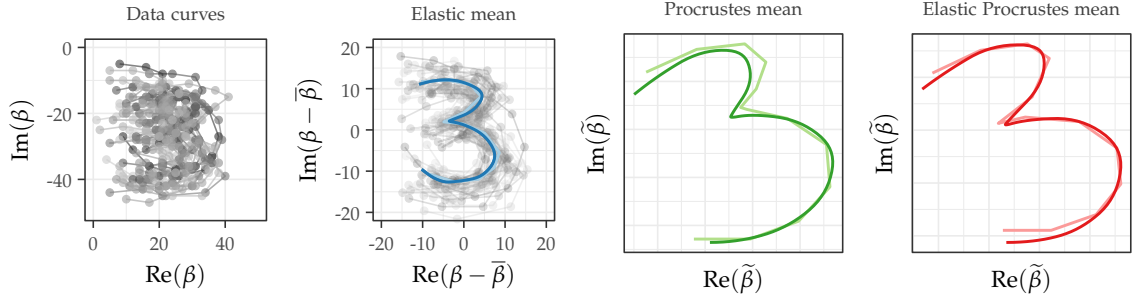 Data curves
Im(β)
0
-20
-40
0
20
40
Re(β)
Elastic mean
Im(β − β̅)
20
10
0
-10
-20
-20
-10
0
10
20
Re(β − β̅)
Procrustes mean
Im(β̃)
Re(β̃)
Elastic Procrustes mean
Im(β̃)
Re(β̃)